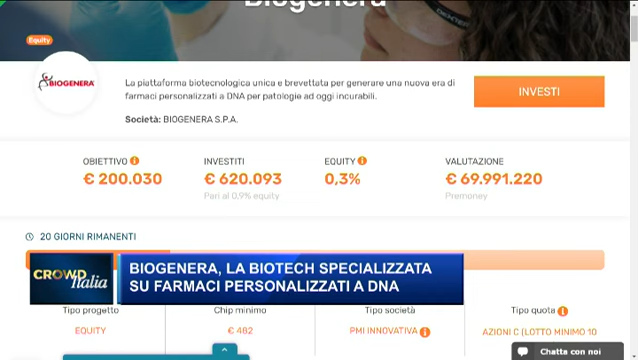 Biogenera
Equity
BIOGENERA
La piattaforma biotecnologica unica e brevettata per generare una nuova era di
farmaci personalizzati a DNA per patologie ad oggi incurabili.
Società: BIOGENERA S.P.A.
INVESTI
OBIETTIVO
INVESTITI
EQUITY
VALUTAZIONE
€ 200.030
€ 620.093
0,3%
€ 69.991.220
Pari al 0,9% equity
Premoney
20 GIORNI RIMANENTI
CROWD
Italia
BIOGENERA, LA BIOTECH SPECIALIZZATA
SU FARMACI PERSONALIZZATI A DNA
Tipo progetto
Chip minimo
Tipo società
Tipo quota
EQUITY
€ 482
PMI INNOVATIVA
AZIONI C (LOTTO MINIMO 10
Chatta con noi